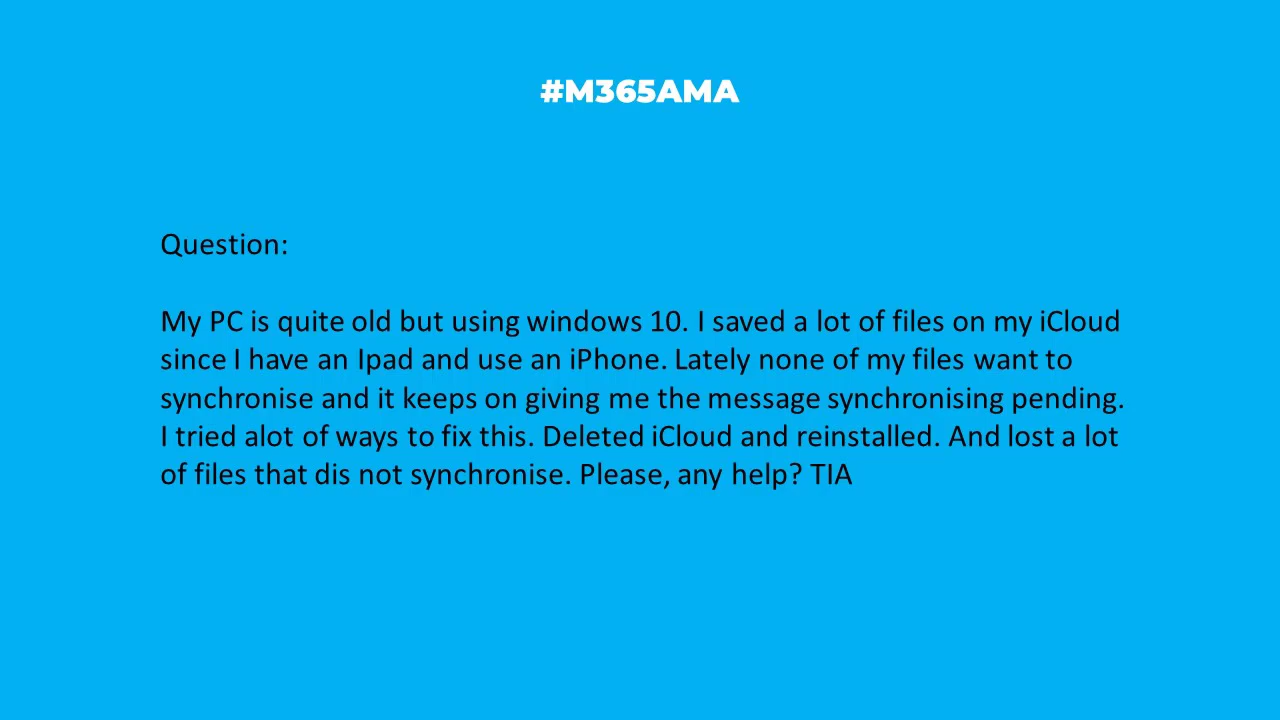 #M365AMA
Question:
My PC is quite old but using windows 10. I saved a lot of files on my iCloud
since I have an Ipad and use an iPhone. Lately none of my files want to
synchronise and it keeps on giving me the message synchronising pending.
I tried alot of ways to fix this. Deleted iCloud and reinstalled. And lost a lot
of files that dis not synchronise. Please, any help? TIA